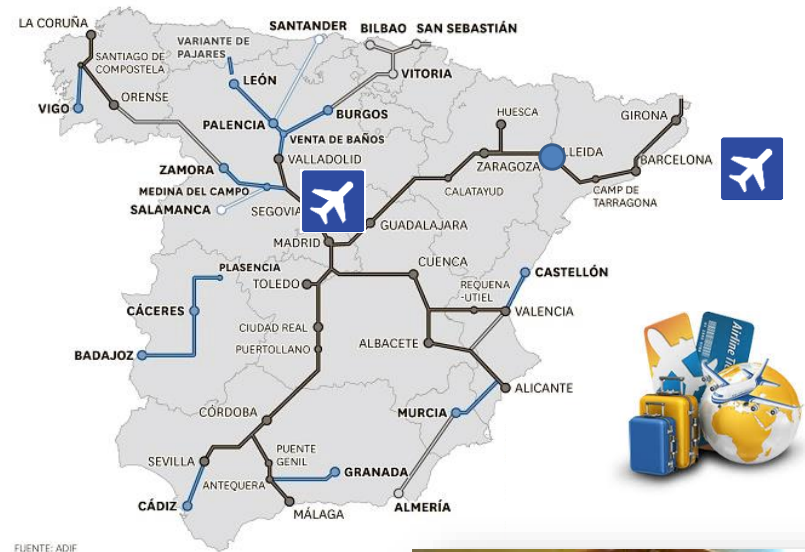 LA CORUÑA
SANTANDER
BILBAO
SAN SEBASTIÁN
VARIANTE DE
PAJARES
SANTIAGO DE
COMPOSTELA
LEÓN
VITORIA
VIGO
ORENSE
PALENCIA
BURGOS
VENTA DE BAÑOS
HUESCA
GIRONA
ZAMORA
VALLADOLID
ZARAGOZA
LLEIDA
BARCELONA
MEDINA DEL CAMPO
CALATAYUD
CAMP DE
TARRAGONA
SALAMANCA
SEGOVIA
GUADALAJARA
MADRID
PLASENCIA
TOLEDO
CUENCA
CASTELLÓN
REQUENA
-UTIEL
CÁCERES
VALENCIA
CIUDAD REAL
PUERTOLLANO
ALBACETE
BADAJOZ
ALICANTE
CÓRDOBA
MURCIA
SEVILLA
PUENTE
GENIL
GRANADA
ANTEQUERA
CÁDIZ
MÁLAGA
ALMERÍA
FUENTE: ADIF